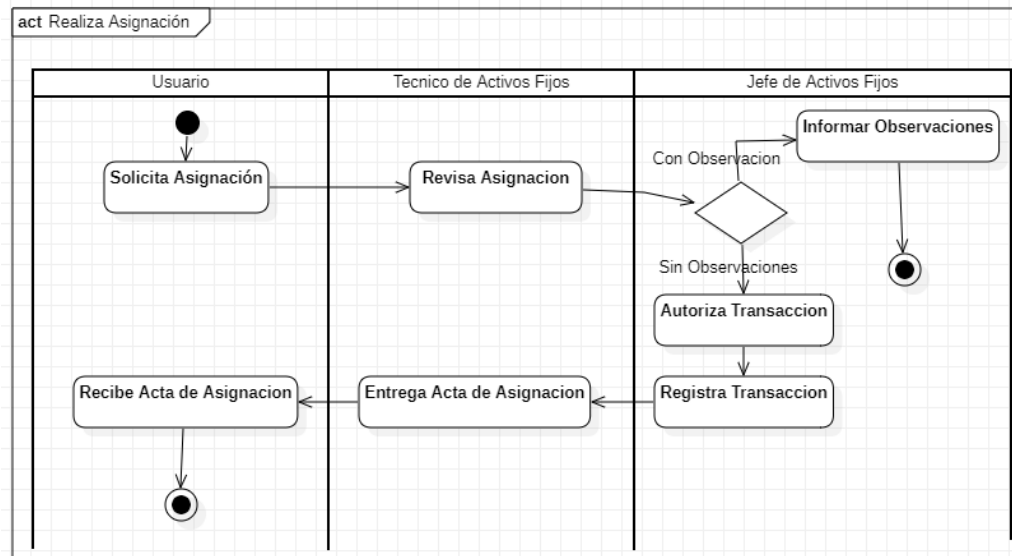 act Realiza Asignación
Usuario
Tecnico de Activos Fijos
Jefe de Activos Fijos
Informar Observaciones
Con Observacion
Solicita Asignación
Revisa Asignacion
Sin Observaciones
Autoriza Transaccion
Recibe Acta de Asignacion
Entrega Acta de Asignacion
Registra Transaccion